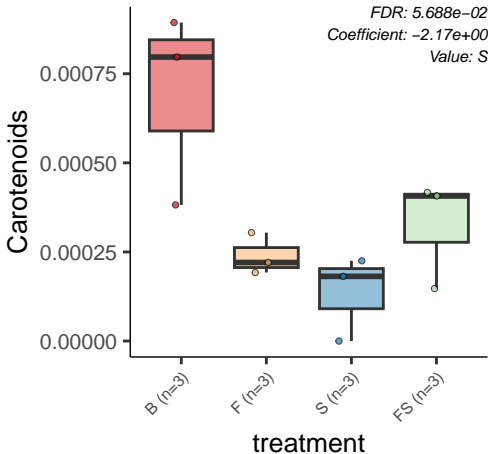 FDR: 5.688e−02
Coefficient: −2.17e+00
Value: S
Carotenoids
0.00075
0.00050
0.00025
0.00000
B (n=3)
F (n=3)
S (n=3)
FS (n=3)
treatment